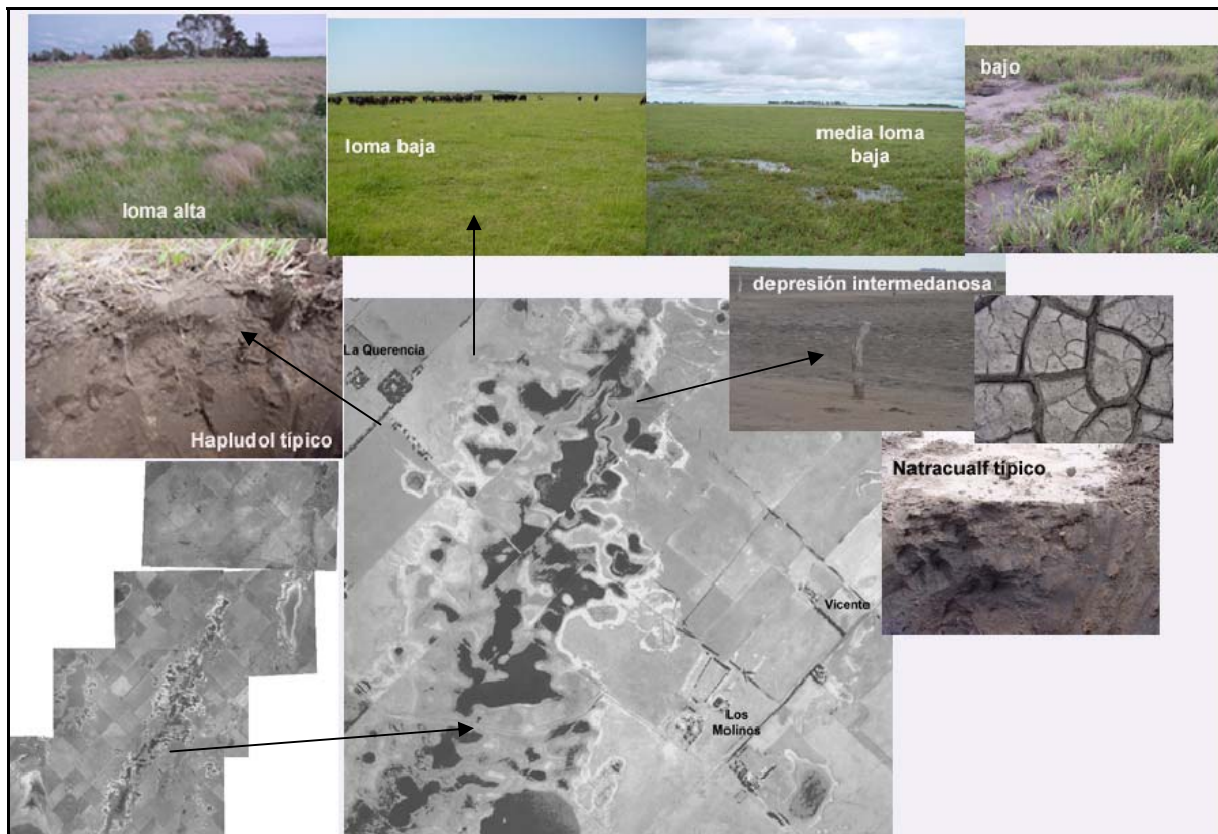 loma alta
loma baja
media loma
baja
bajo
Hapludol típico
La Querencia
depresión intermedanosa
Natracualf típico
Vicente
Los
Molinos